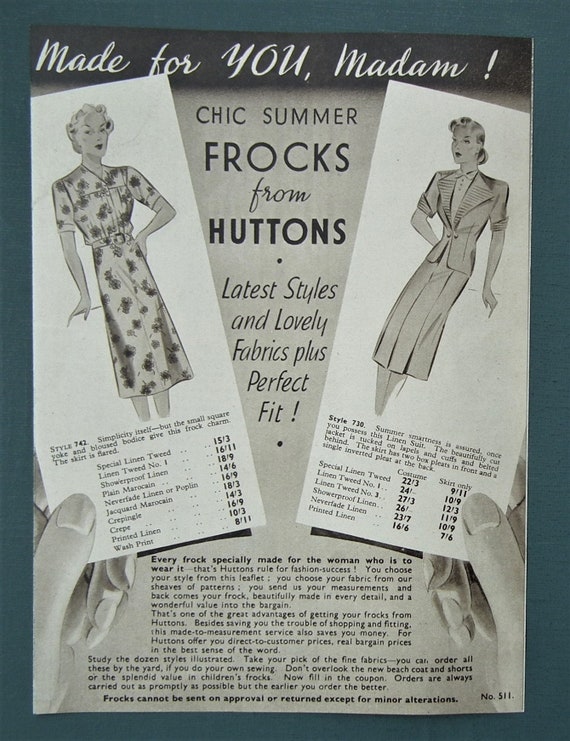 Made for YOU, Madam !
CHIC SUMMER
FROCKS
from
HUTTONS
Latest Styles
and Lovely
Fabrics plus
Perfect
Fit !
STYLE 742. Simplicity itself—but the small square
yoke and bloused bodice give this frock charm.
The skirt is flared.
Special Linen Tweed .. 15/3
Linen Tweed No. 1 .. 16/11
Showerproof Linen .. 18/9
Plain Marocain .. 14/6
Neverfade Linen or Poplin .. 16/9
Jacquard Marocain .. 18/3
Crepingle .. 14/3
Crepe .. 16/9
Printed Linen .. 10/3
Wash Print .. 8/11
Style 730. Summer smartness is assured, once
you possess this Linen Suit. The beautifully cut
jacket is tucked on lapels and cuffs and belted
behind. The skirt has two box pleats in front and a
single inverted pleat at the back.
Costume Skirt only
Special Linen Tweed 22/3 9/11
Linen Tweed No. 1 . 24/- 10/9
Linen Tweed No. 3 . 27/3 12/3
Showerproof Linen . 26/- 11/9
Neverfade Linen 23/7 10/9
Printed Linen 16/6 7/6
Every frock specially made for the woman who is to
wear it—that's Huttons rule for fashion-success ! You choose
your style from this leaflet ; you choose your fabric from our
sheaves of patterns ; you send us your measurements and
back comes your frock, beautifully made in every detail, and a
wonderful value into the bargain.
That's one of the great advantages of getting your frocks from
Huttons. Besides saving you the trouble of shopping and fitting,
this made-to-measurement service also saves you money. For
Huttons offer you direct-to-customer prices, real bargain prices
in the best sense of the word.
Study the dozen styles illustrated. Take your pick of the fine fabrics—you can order all
these by the yard, if you do your own sewing. Don't overlook the new beach coat and shorts
or the splendid value in children's frocks. Now fill in the coupon. Orders are always
carried out as promptly as possible but the earlier you order the better.
Frocks cannot be sent on approval or returned except for minor alterations.
No. 511.